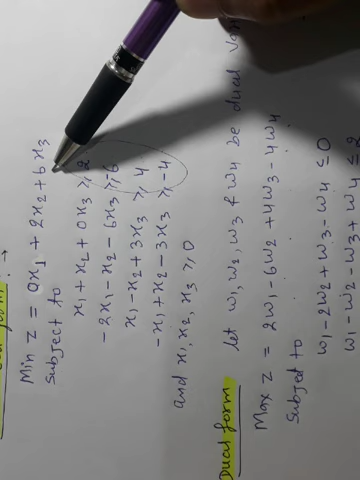 form : →
Min Z = 0x₁ + 2x₂ + 6x₃
Subject to
x₁ + x₂ + 0x₃ ≥ 2
-2x₁ - x₂ - 6x₃ ≥ -6
x₁ - x₂ + 3x₃ ≥ 4
-x₁ + x₂ - 3x₃ ≥ -4
and x₁, x₂, x₃ ≥ 0
Dual form let w₁, w₂, w₃ & w₄ be dual
Max Z = 2w₁ - 6w₂ + 4w₃ - 4w₄
Subject to
w₁ - 2w₂ + w₃ - w₄ ≤ 0
w₁ - w₂ - w₃ + w₄ ≤ 2